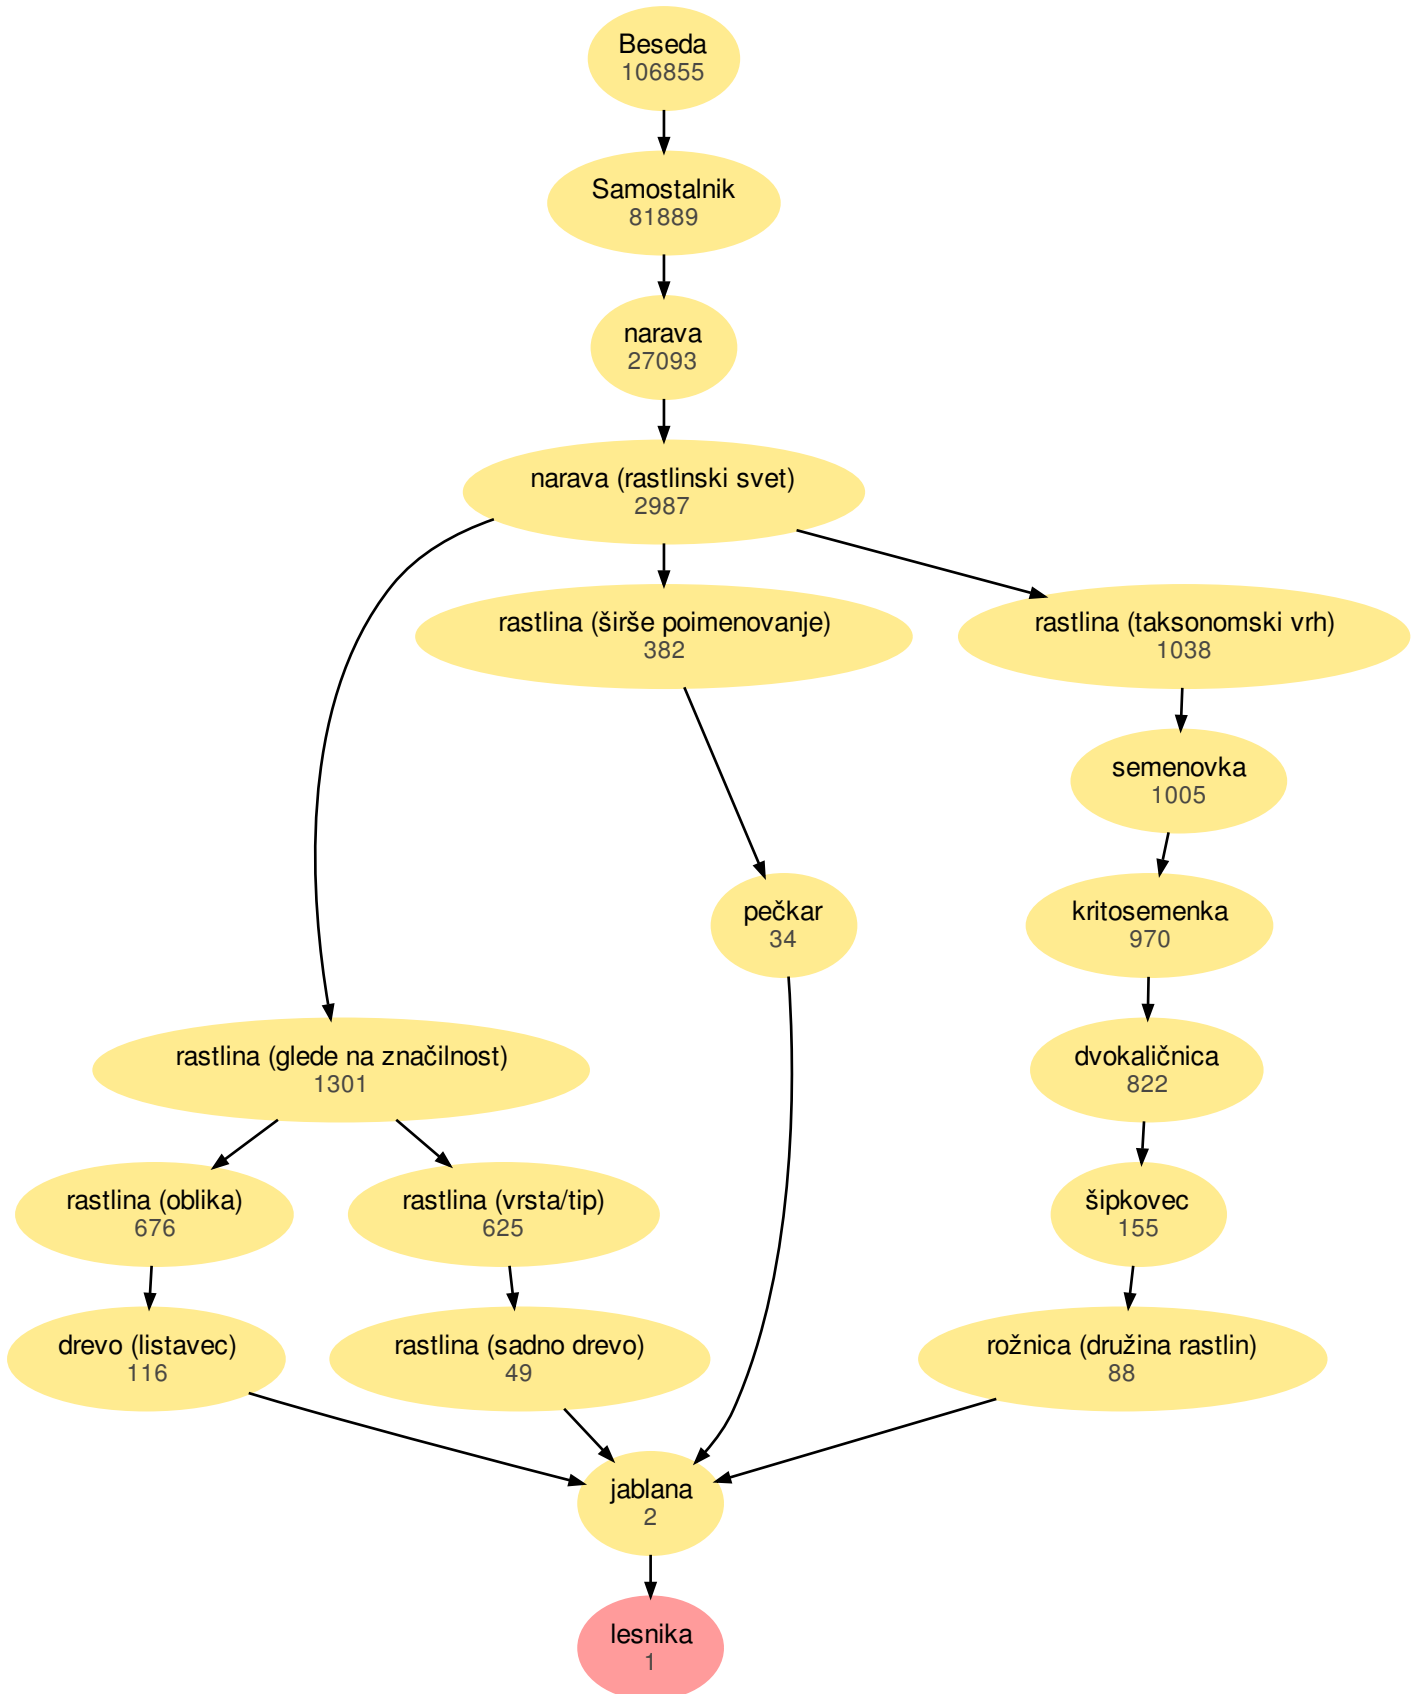 Beseda
106855
Samostalnik
81889
narava
27093
narava (rastlinski svet)
2987
rastlina (širše poimenovanje)
382
rastlina (taksonomski vrh)
1038
semenovka
1005
pečkar
34
kritosemenka
970
rastlina (glede na značilnost)
1301
dvokaličnica
822
rastlina (oblika)
676
rastlina (vrsta/tip)
625
šipkovec
155
drevo (listavec)
116
rastlina (sadno drevo)
49
rožnica (družina rastlin)
88
jablana
2
lesnika
1